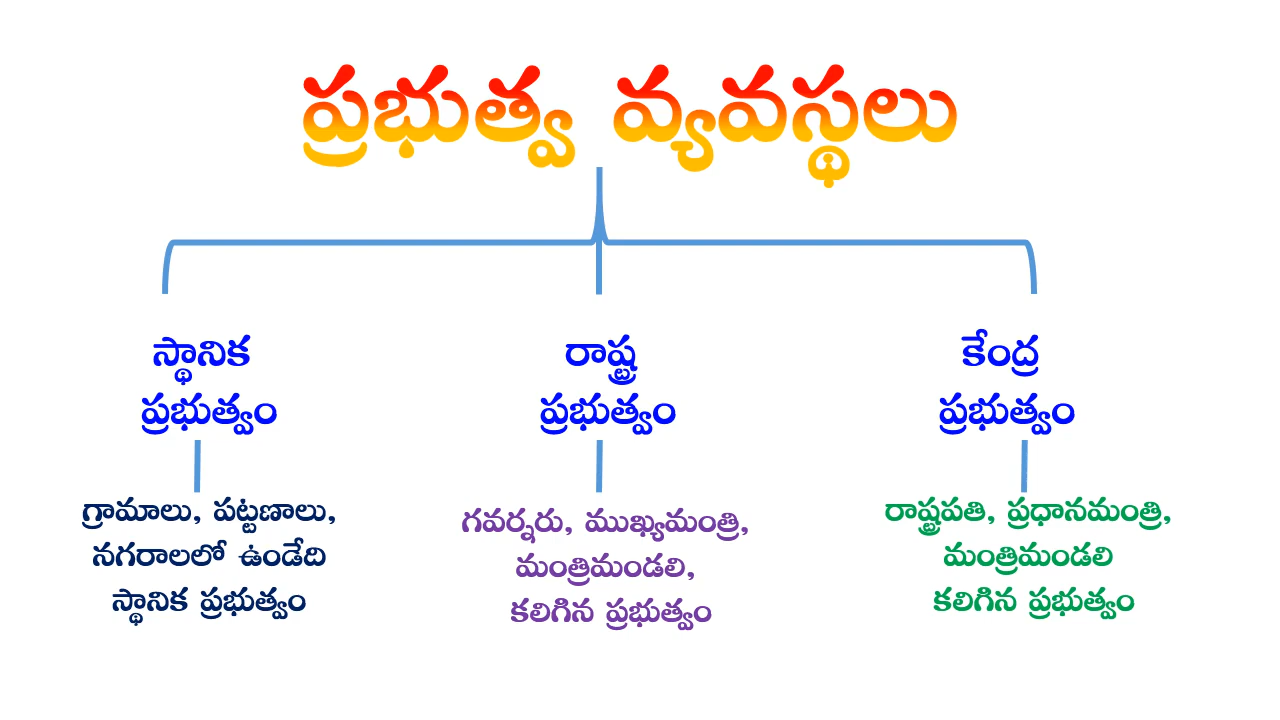 ప్రభుత్వ వ్యవస్థలు
స్థానిక
ప్రభుత్వం
గ్రామాలు, పట్టణాలు,
నగరాలలో ఉండేది
స్థానిక ప్రభుత్వం
రాష్ట్ర
ప్రభుత్వం
గవర్నరు, ముఖ్యమంత్రి,
మంత్రిమండలి,
కలిగిన ప్రభుత్వం
కేంద్ర
ప్రభుత్వం
రాష్ట్రపతి, ప్రధానమంత్రి,
మంత్రిమండలి
కలిగిన ప్రభుత్వం